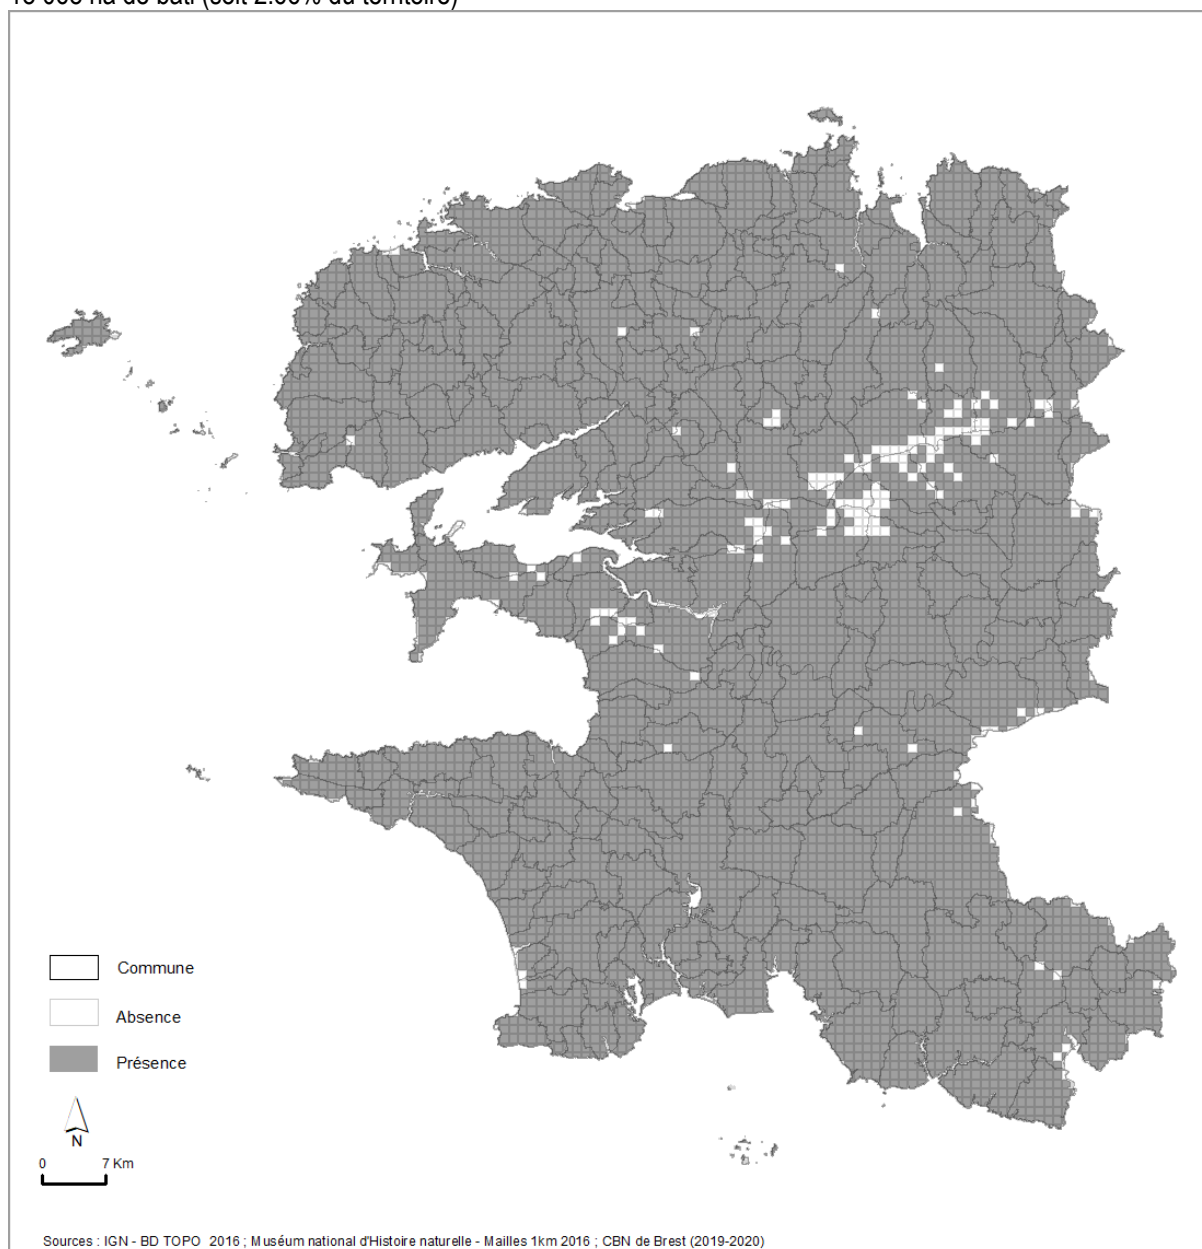 Commune
Absence
Présence
N
0 7 Km
Sources : IGN - BD TOPO 2016 ; Muséum national d'Histoire naturelle - Mailles 1km 2016 ; CBN de Brest (2019-2020)